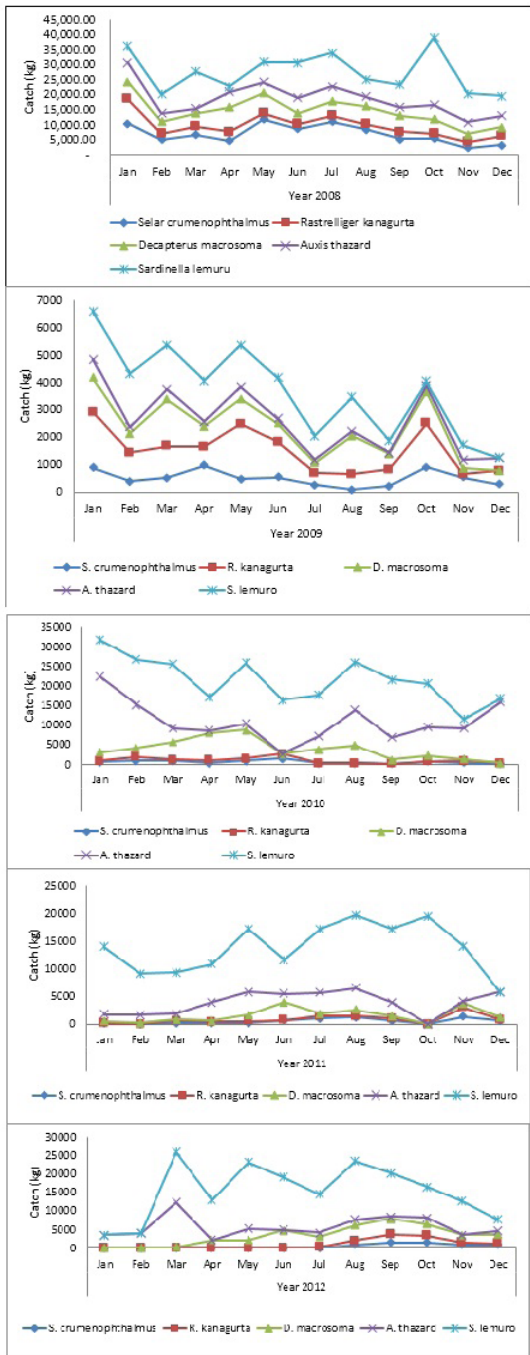 45,000.00
40,000.00
35,000.00
30,000.00
25,000.00
20,000.00
15,000.00
10,000.00
5,000.00
-
Catch (kg)
Jan Feb Mar Apr May Jun Jul Aug Sep Oct Nov Dec
Year 2008
Selar crumenophthalmus Rastrelliger kanagurta
Decapterus macrosoma Auxis thazard
Sardinella lemuru
7000
6000
5000
4000
3000
2000
1000
0
Catch (kg)
Jan Feb Mar Apr May Jun Jul Aug Sep Oct Nov Dec
Year 2009
S. crumenophthalmus R. kanagurta D. macrosoma
A. thazard S. lemuro
35000
30000
25000
20000
15000
10000
5000
0
Catch (kg)
Jan Feb Mar Apr May Jun Jul Aug Sep Oct Nov Dec
Year 2010
S. crumenophthalmus R. kanagurta D. macrosoma
A. thazard S. lemuro
25000
20000
15000
10000
5000
0
Catch (kg)
Jan Feb Mar Apr May Jun Jul Aug Sep Oct Nov Dec
Year 2011
S. crumenophthalmus R. kanagurta D. macrosoma A. thazard S. lemuro
30000
25000
20000
15000
10000
5000
0
Catch (kg)
Jan Feb Mar Apr May Jun Jul Aug Sep Oct Nov Dec
Year 2012
S. crumenophthalmus R. kanagurta D. macrosoma A. thazard S. lemuro